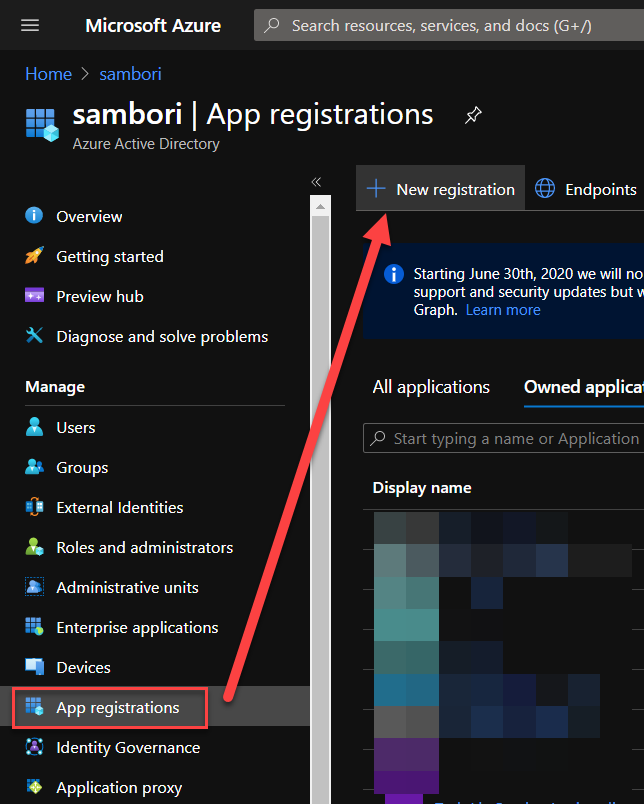 Microsoft Azure
Search resources, services, and docs (G+/)
Home > sambori
sambori | App registrations
Azure Active Directory
«
Overview
Getting started
Preview hub
Diagnose and solve problems
Manage
Users
Groups
External Identities
Roles and administrators
Administrative units
Enterprise applications
Devices
App registrations
Identity Governance
Application proxy
+ New registration
Endpoints
Starting June 30th, 2020 we will no
support and security updates but w
Graph. Learn more
All applications
Owned applicat
Start typing a name or Application
Display name